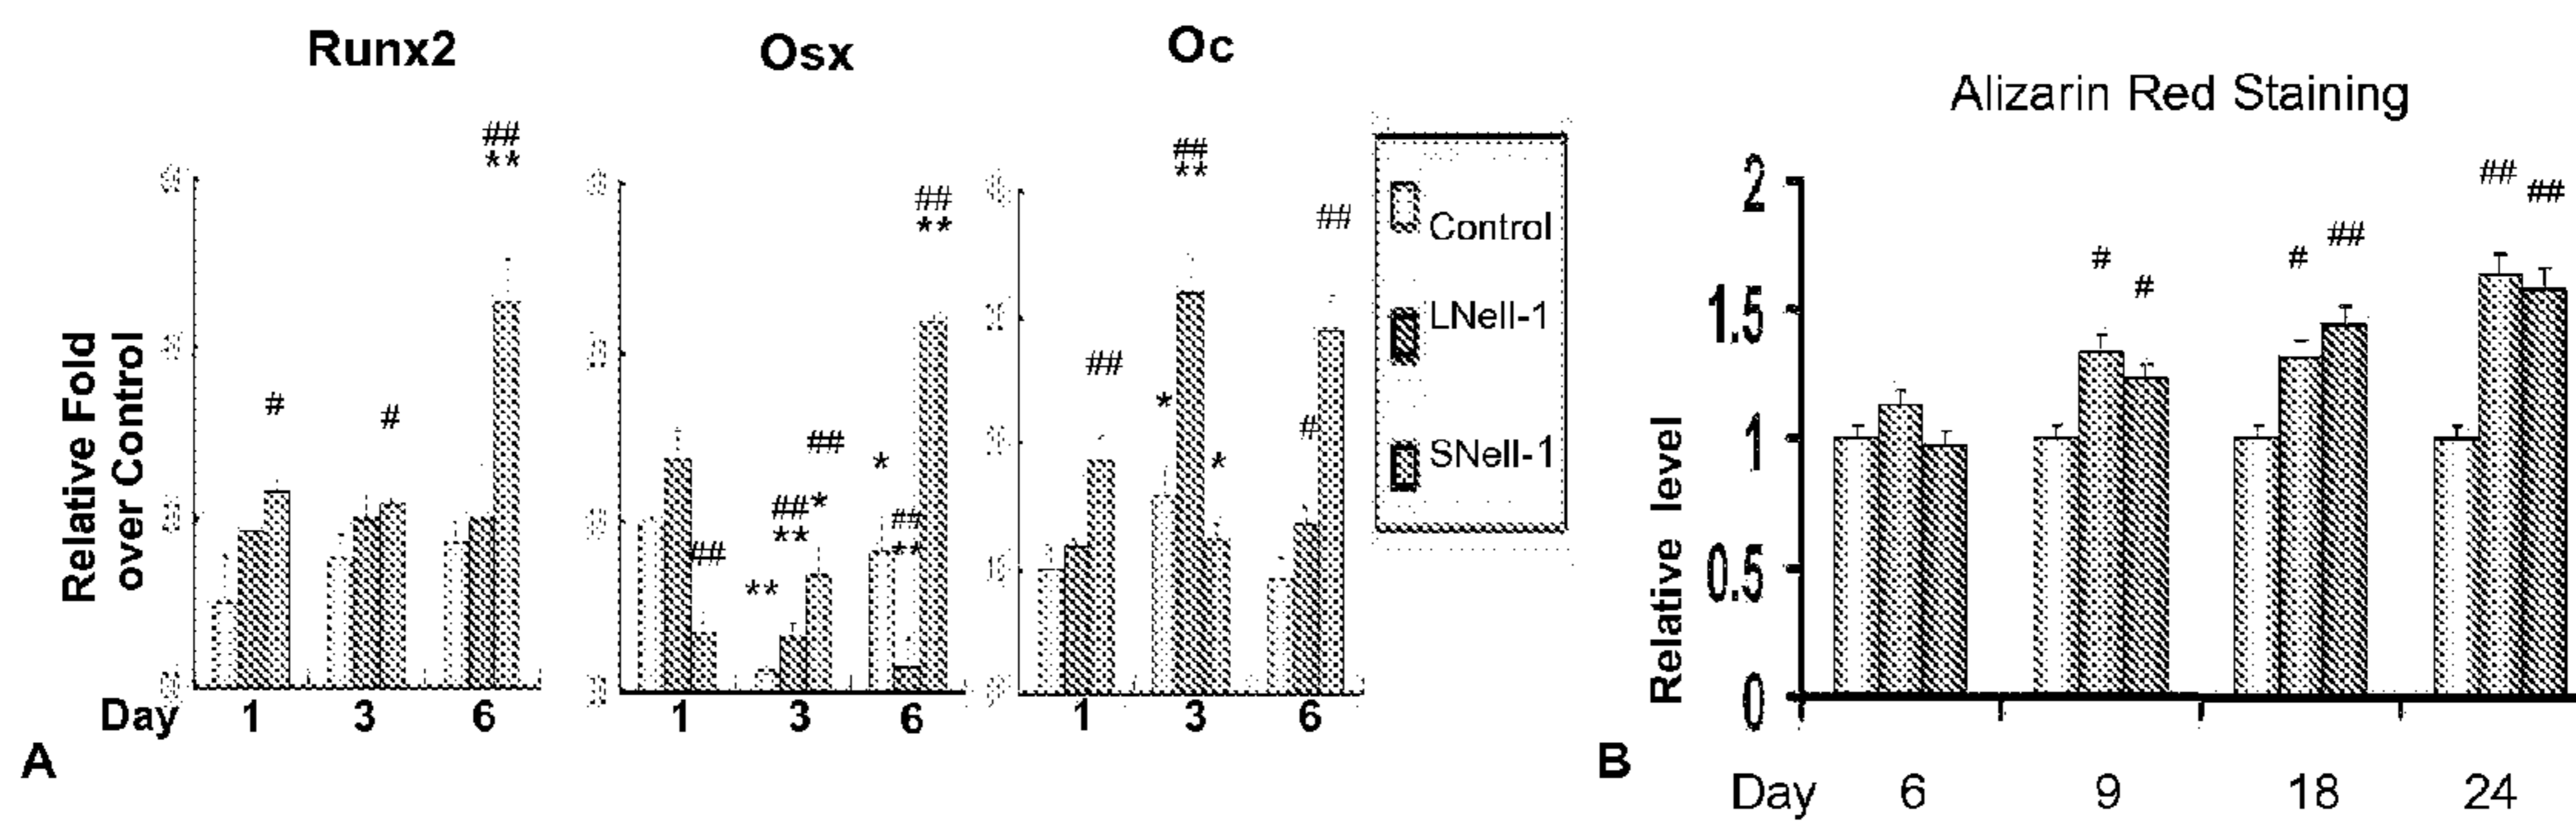 Runx2
Osx
Oc
Alizarin Red Staining
##
**
#
#
##
**
##
*
##
**
##
*
**
##
**
##
##
**
*
##
*
##
#
Control
LNell-1
SNell-1
Relative Fold
over Control
Day 1 3 6
1 3 6
1 3 6
A
Relative level
2
1.5
1
0.5
0
#
#
#
##
##
##
Day 6 9 18 24
B